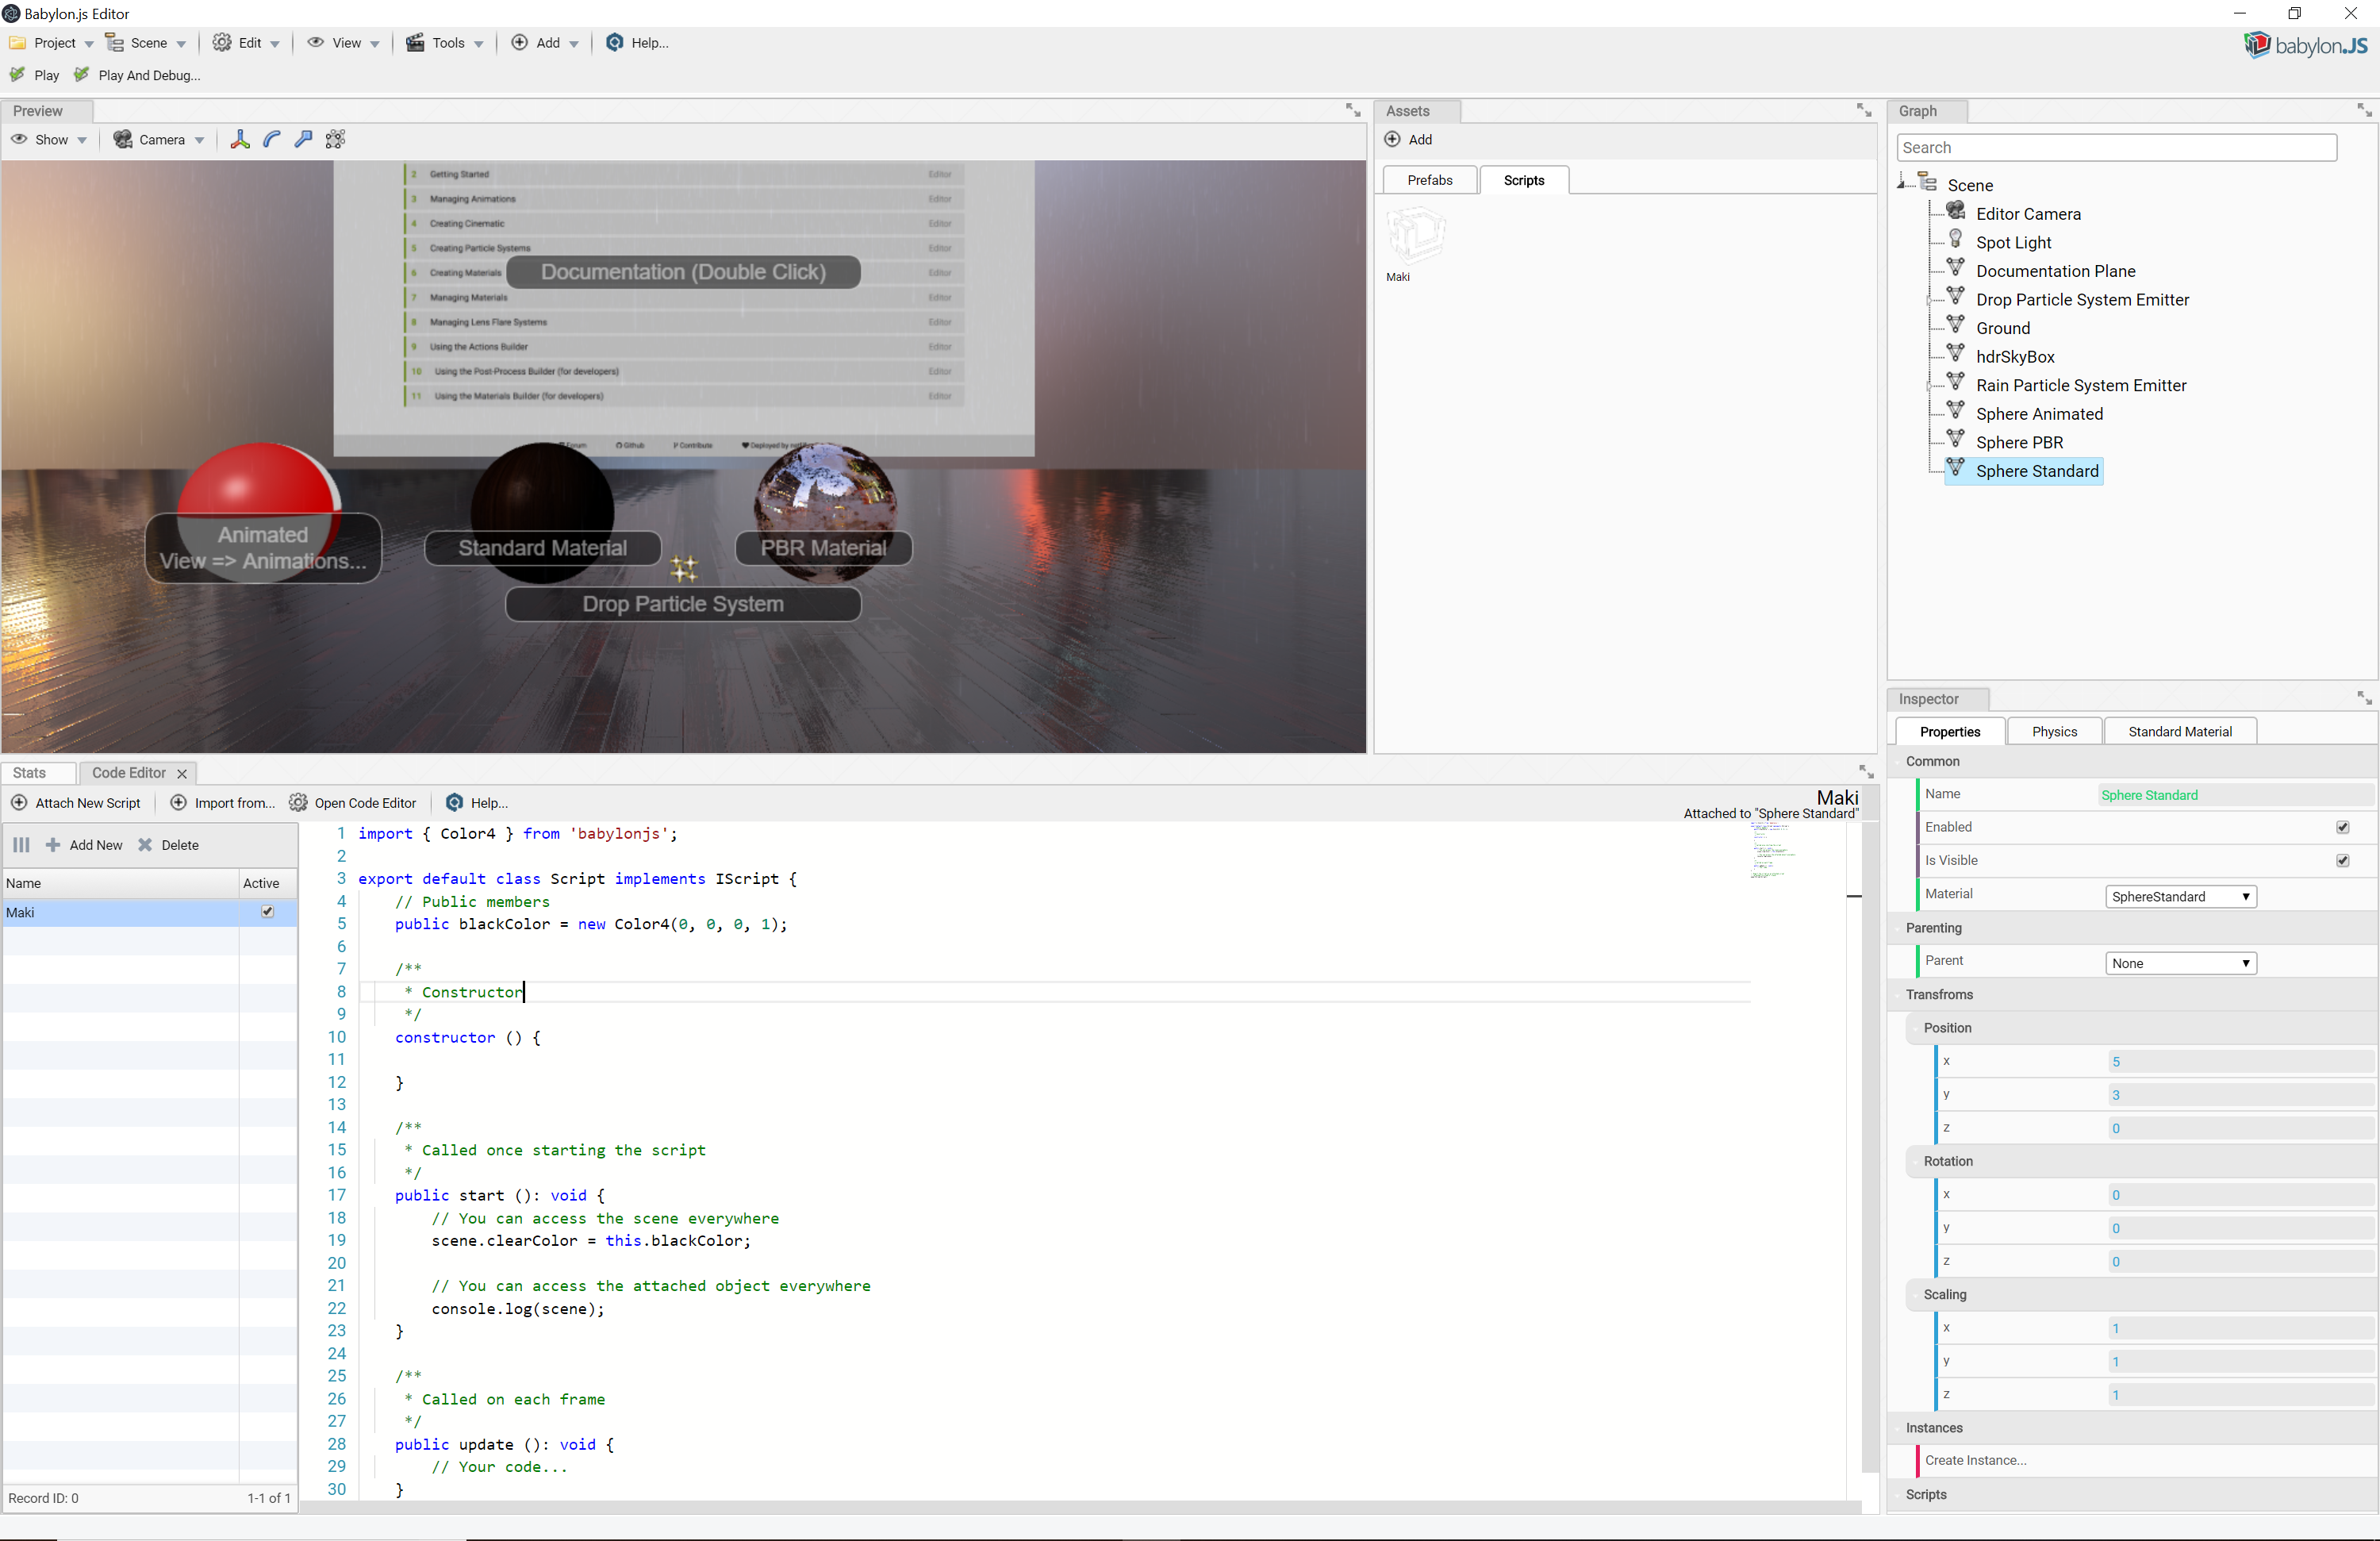 Babylon.js Editor
Project Scene Edit View Tools Add Help...
babylon.JS
Play Play And Debug...
Preview
Show Camera
2 Getting Started Editor
3 Managing Animations Editor
4 Creating Cinematic Editor
5 Creating Particle Systems Editor
6 Creating Materials Editor
Documentation (Double Click)
7 Managing Materials Editor
8 Managing Lens Flare Systems Editor
9 Using the Actions Builder Editor
10 Using the Post-Process Builder (for developers) Editor
11 Using the Materials Builder (for developers) Editor
Forum Github Contribute Deployed by
Animated
View => Animations...
Standard Material
PBR Material
Drop Particle System
Assets
Add
Prefabs Scripts
Maki
Graph
Search
Scene
Editor Camera
Spot Light
Documentation Plane
Drop Particle System Emitter
Ground
hdrSkyBox
Rain Particle System Emitter
Sphere Animated
Sphere PBR
Sphere Standard
Stats Code Editor
Attach New Script Import from... Open Code Editor Help...
Maki
Attached to "Sphere Standard"
Add New Delete
Name Active
Maki
Record ID: 0 1-1 of 1
1 import { Color4 } from 'babylonjs';
2
3 export default class Script implements IScript {
4 // Public members
5 public blackColor = new Color4(0, 0, 0, 1);
6
7 /**
8 * Constructor
9 */
10 constructor () {
11
12 }
13
14 /**
15 * Called once starting the script
16 */
17 public start (): void {
18 // You can access the scene everywhere
19 scene.clearColor = this.blackColor;
20
21 // You can access the attached object everywhere
22 console.log(scene);
23 }
24
25 /**
26 * Called on each frame
27 */
28 public update (): void {
29 // Your code...
30 }
Inspector
Properties Physics Standard Material
Common
Name Sphere Standard
Enabled
Is Visible
Material SphereStandard
Parenting
Parent None
Transfroms
Position
x 5
y 3
z 0
Rotation
x 0
y 0
z 0
Scaling
x 1
y 1
z 1
Instances
Create Instance...
Scripts